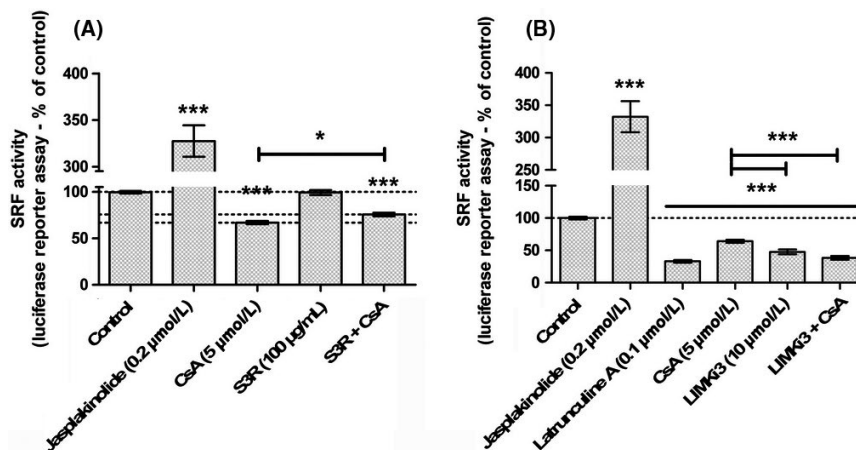 (A)
SRF activity
(luciferase reporter assay - % of control)
400
350
300
250
200
100
50
0
***
*
***
***
Control
Jasplakinolide (0.2 µmol/L)
CsA (5 µmol/L)
S3R (100 µg/mL)
S3R + CsA
(B)
SRF activity
(luciferase reporter assay - % of control)
400
350
300
250
150
100
50
0
***
***
***
Control
Jasplakinolide (0.2 µmol/L)
Latrunculine A (0.1 µmol/L)
CsA (5 µmol/L)
LIMKi3 (10 µmol/L)
LIMKi3 + CsA